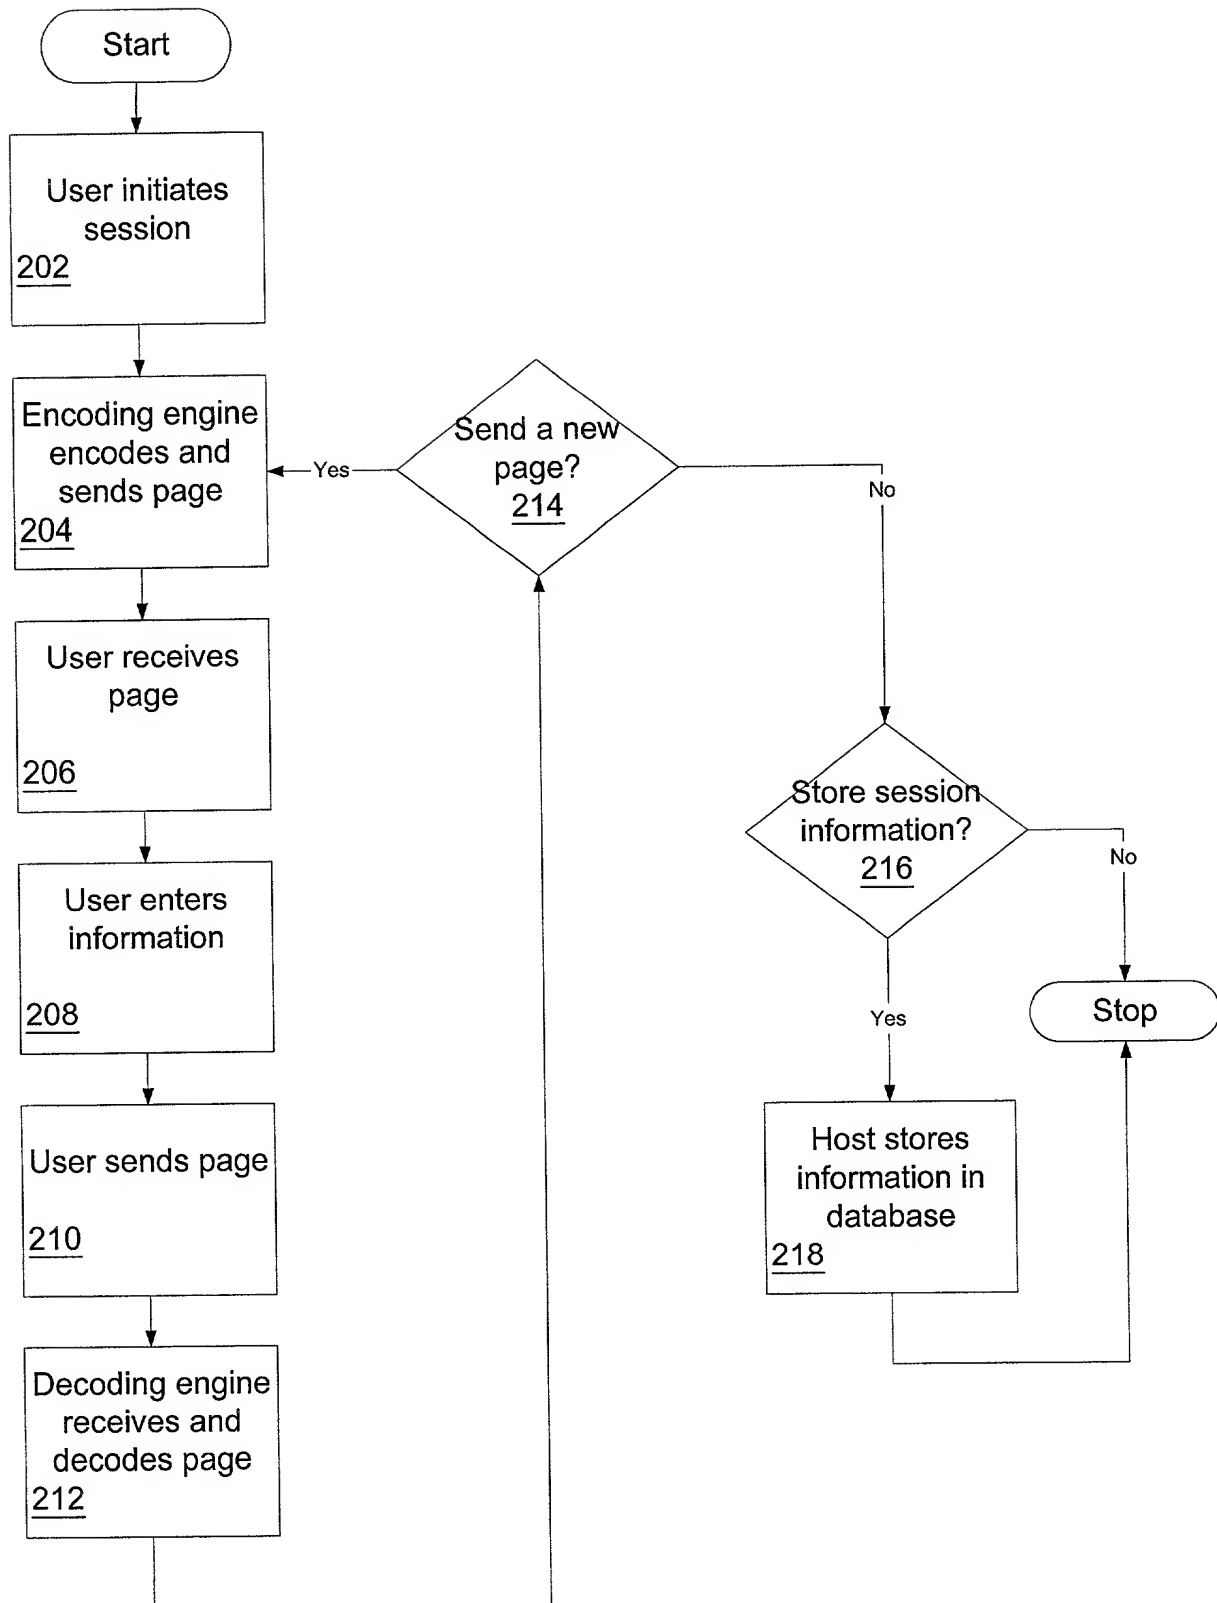 Start
User initiates
session
202
Encoding engine
encodes and
sends page
204
User receives
page
206
User enters
information
208
User sends page
210
Decoding engine
receives and
decodes page
212
Send a new
page?
214
Yes
No
Store session
information?
216
No
Yes
Stop
Host stores
information in
database
218